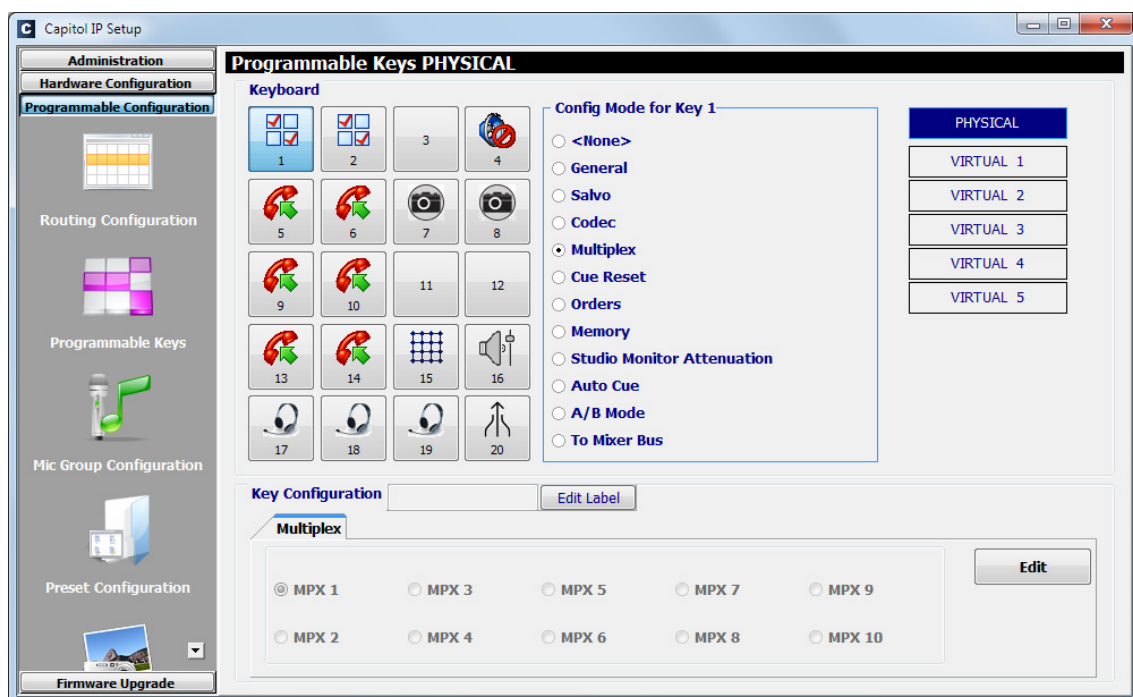 Capitol IP Setup
Administration
Hardware Configuration
Programmable Configuration
Routing Configuration
Programmable Keys
Mic Group Configuration
Preset Configuration
Firmware Upgrade
Programmable Keys PHYSICAL
Keyboard
1 2 3 4
5 6 7 8
9 10 11 12
13 14 15 16
17 18 19 20
Config Mode for Key 1
<None>
General
Salvo
Codec
Multiplex
Cue Reset
Orders
Memory
Studio Monitor Attenuation
Auto Cue
A/B Mode
To Mixer Bus
PHYSICAL
VIRTUAL 1
VIRTUAL 2
VIRTUAL 3
VIRTUAL 4
VIRTUAL 5
Key Configuration Edit Label
Multiplex
MPX 1 MPX 3 MPX 5 MPX 7 MPX 9
MPX 2 MPX 4 MPX 6 MPX 8 MPX 10
Edit